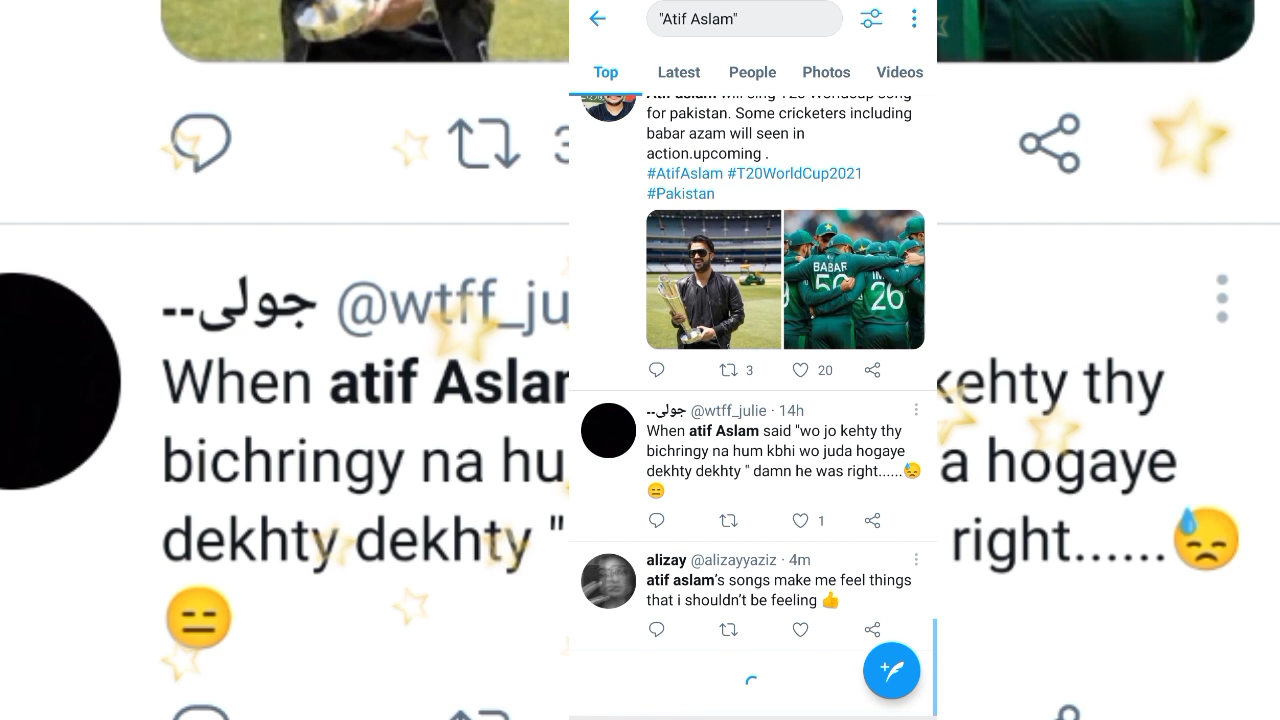 "Atif Aslam"
Top Latest People Photos Videos
Atif aslam will sing T20 Worldcup song
for pakistan. Some cricketers including
babar azam will seen in
action.upcoming .
#AtifAslam #T20WorldCup2021
#Pakistan
BABAR
26
3 20
جولی-- @wtff_julie · 14h
When atif Aslam said "wo jo kehty thy
bichringy na hum kbhi wo juda hogaye
dekhty dekhty " damn he was right......😓
😑
1
alizay @alizayyaziz · 4m
atif aslam's songs make me feel things
that i shouldn't be feeling 👍
جولی-- @wtff_ju
When atif Aslam
kehty thy
bichringy na hu
a hogaye
dekhty dekhty "
right......😓
😑